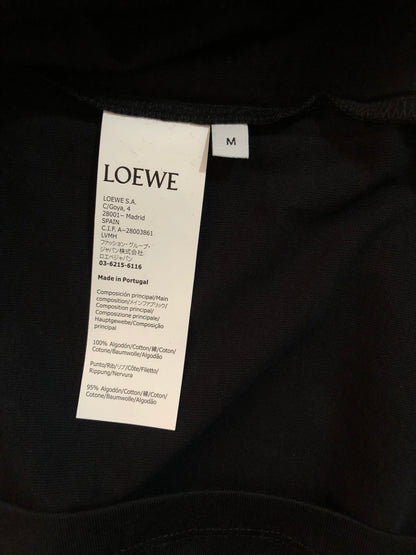 M
LOEWE
LOEWE S.A.
C/Goya, 4
28001– Madrid
SPAIN
C.I.F. A–28003861
LVMH
ファッション・グループ・
ジャパン株式会社
ロエベジャパン
03-6215-6116
Made in Portugal
Composición principal/Main
composition/メインファアブリック/
Composition principale/
Composizione principale/
Hauptgewebe/Composição
principal
100% Algodón/Cotton/綿/Coton/
Cotone/Baumwolle/Algodão
Punto/Rib/リブ/Côte/Filetto/
Rippung/Nervura
95% Algodón/Cotton/綿/Coton/
Cotone/Baumwolle/Algodão